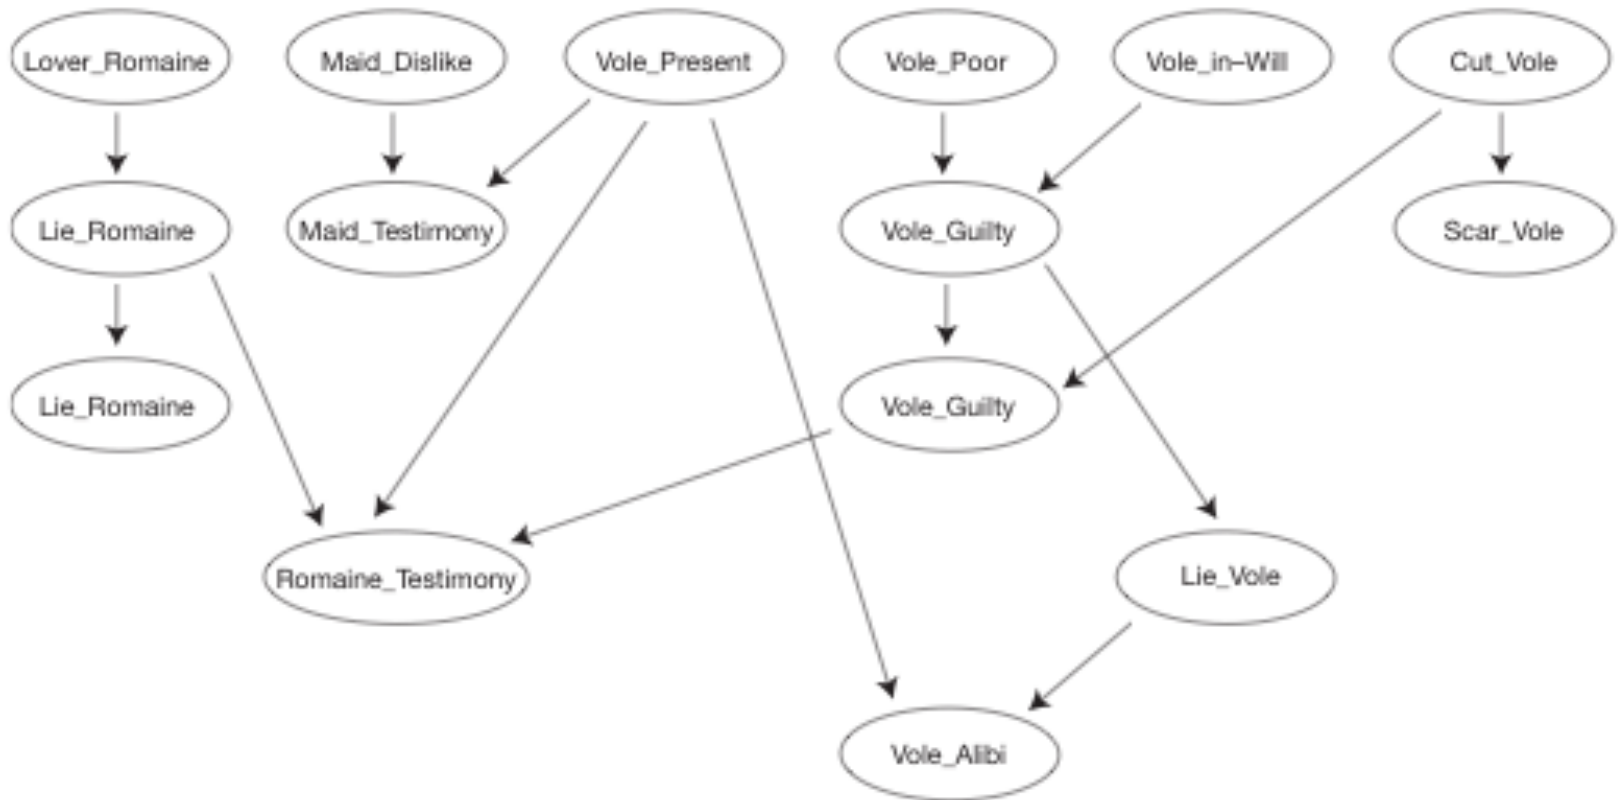 Lover_Romaine
Maid_Dislike
Vole_Present
Vole_Poor
Vole_in–Will
Cut_Vole
Lie_Romaine
Maid_Testimony
Vole_Guilty
Scar_Vole
Lie_Romaine
Vole_Guilty
Romaine_Testimony
Lie_Vole
Vole_Alibi